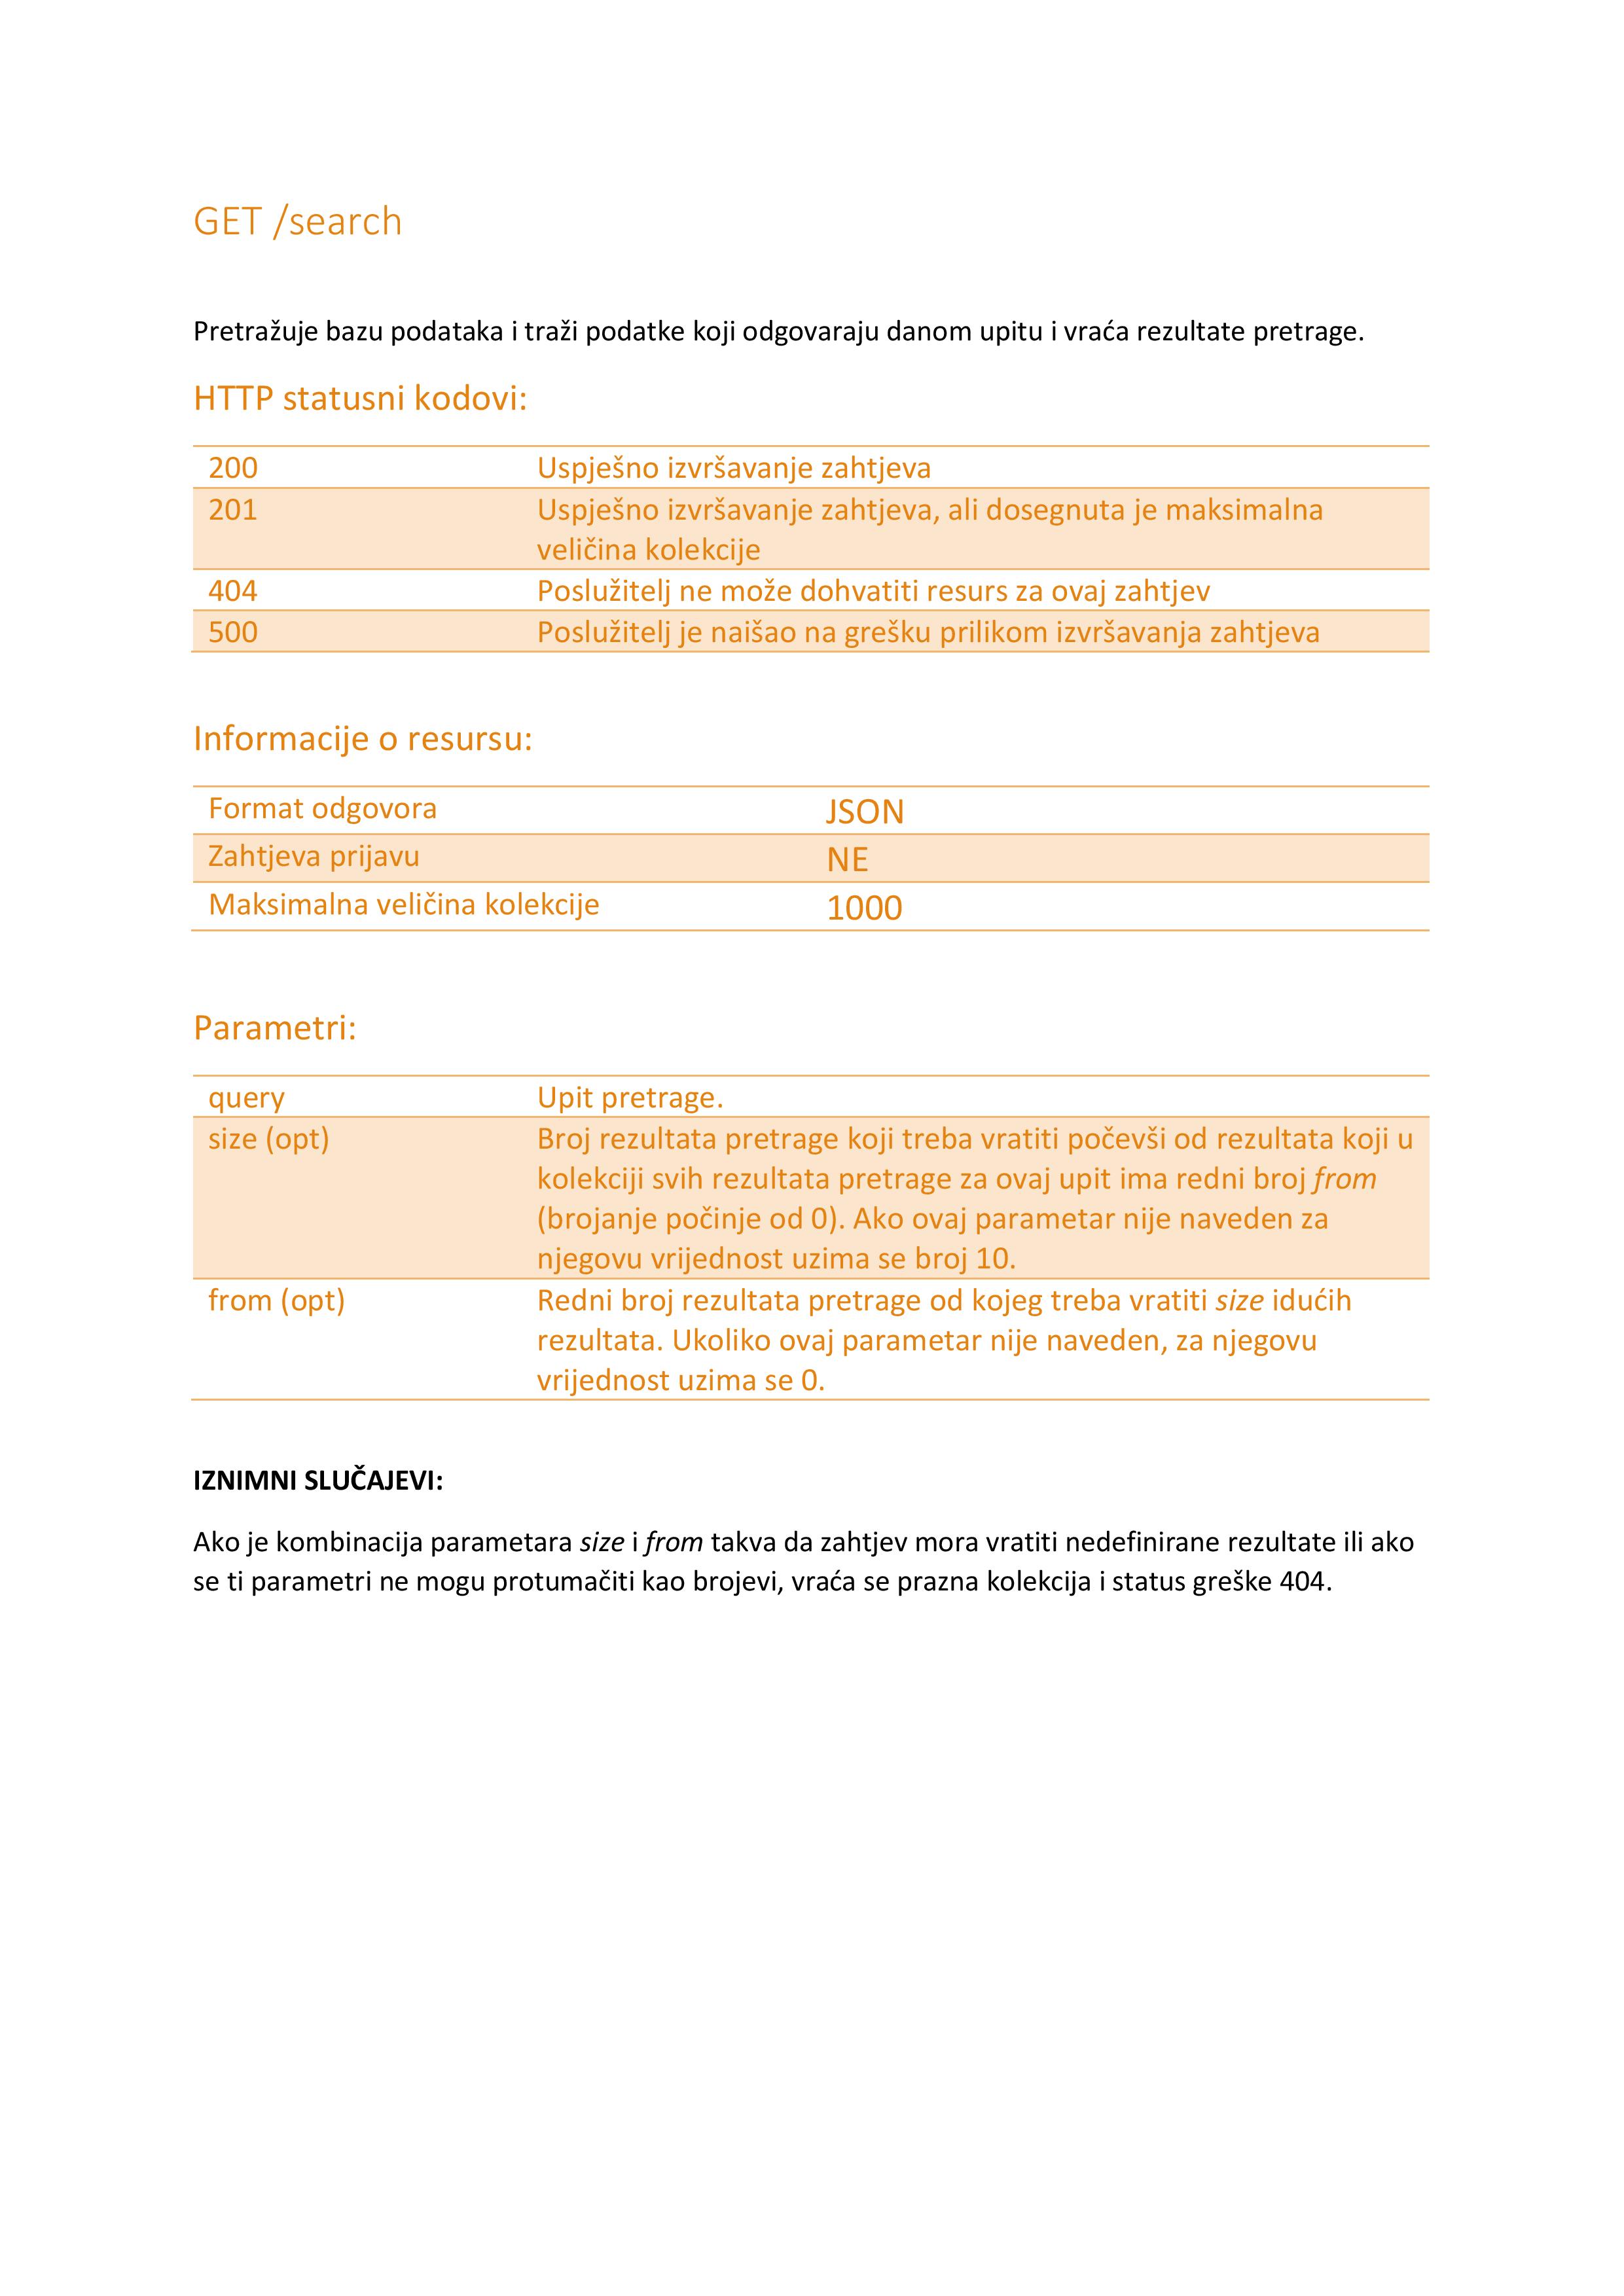 GET /search
Pretražuje bazu podataka i traži podatke koji odgovaraju danom upitu i vraća rezultate pretrage.
HTTP statusni kodovi:
200 Uspješno izvršavanje zahtjeva
201 Uspješno izvršavanje zahtjeva, ali dosegnuta je maksimalna
veličina kolekcije
404 Poslužitelj ne može dohvatiti resurs za ovaj zahtjev
500 Poslužitelj je naišao na grešku prilikom izvršavanja zahtjeva
Informacije o resursu:
Format odgovora JSON
Zahtjeva prijavu NE
Maksimalna veličina kolekcije 1000
Parametri:
query Upit pretrage.
size (opt) Broj rezultata pretrage koji treba vratiti počevši od rezultata koji u
kolekciji svih rezultata pretrage za ovaj upit ima redni broj from
(brojanje počinje od 0). Ako ovaj parametar nije naveden za
njegovu vrijednost uzima se broj 10.
from (opt) Redni broj rezultata pretrage od kojeg treba vratiti size idućih
rezultata. Ukoliko ovaj parametar nije naveden, za njegovu
vrijednost uzima se 0.
IZNIMNI SLUČAJEVI:
Ako je kombinacija parametara size i from takva da zahtjev mora vratiti nedefinirane rezultate ili ako
se ti parametri ne mogu protumačiti kao brojevi, vraća se prazna kolekcija i status greške 404.